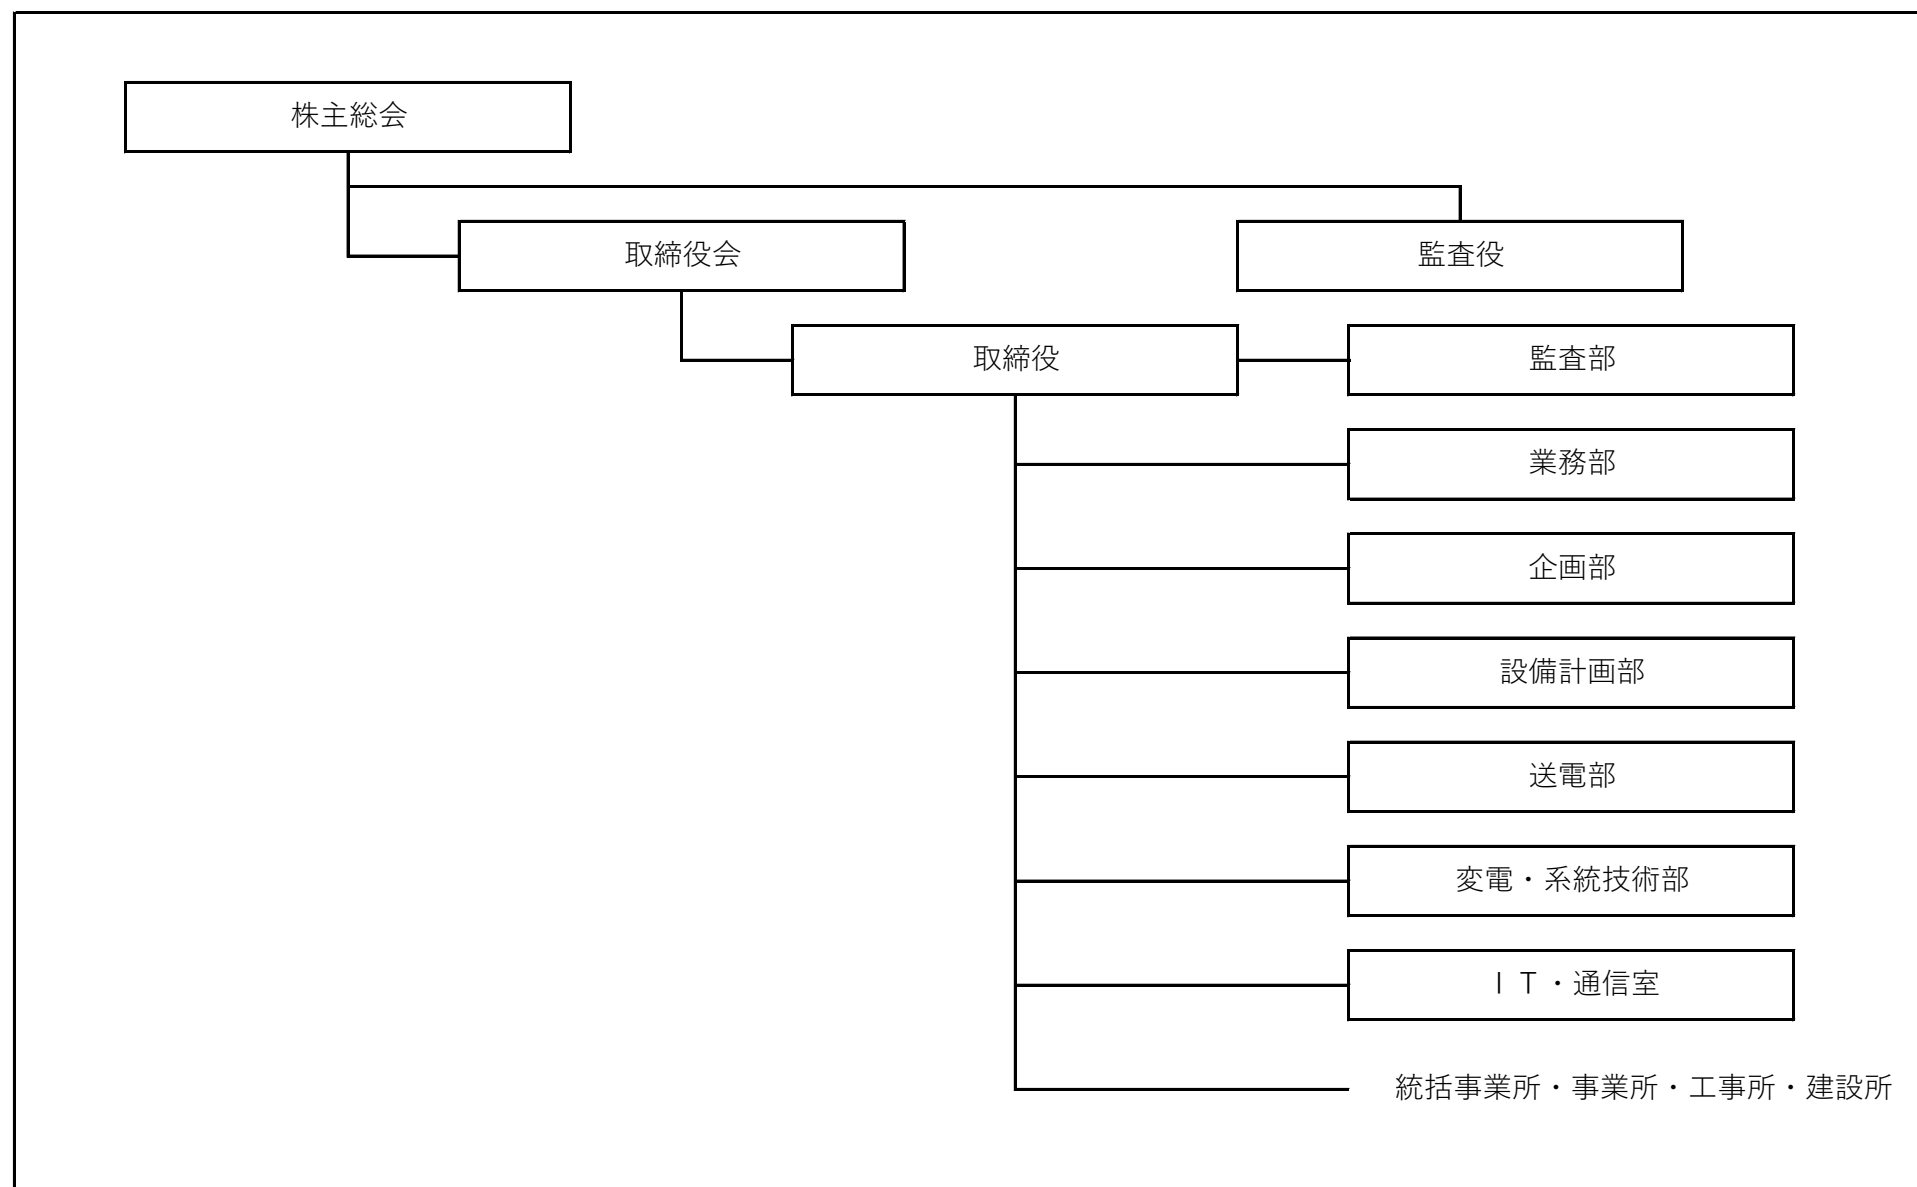 株主総会
取締役会
監査役
取締役
監査部
業務部
企画部
設備計画部
送電部
変電・系統技術部
ＩＴ・通信室
統括事業所・事業所・工事所・建設所